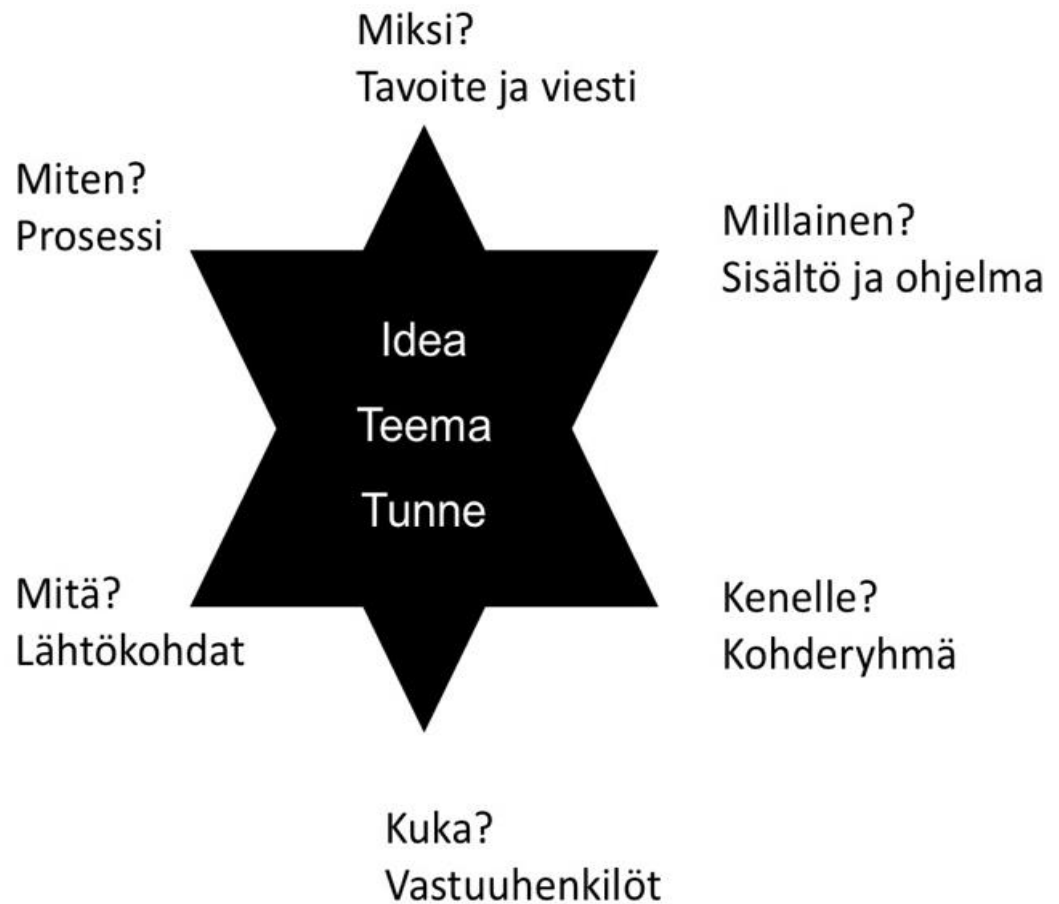 Miksi?
Tavoite ja viesti
Miten?
Prosessi
Millainen?
Sisältö ja ohjelma
Idea
Teema
Tunne
Mitä?
Lähtökohdat
Kenelle?
Kohderyhmä
Kuka?
Vastuuhenkilöt